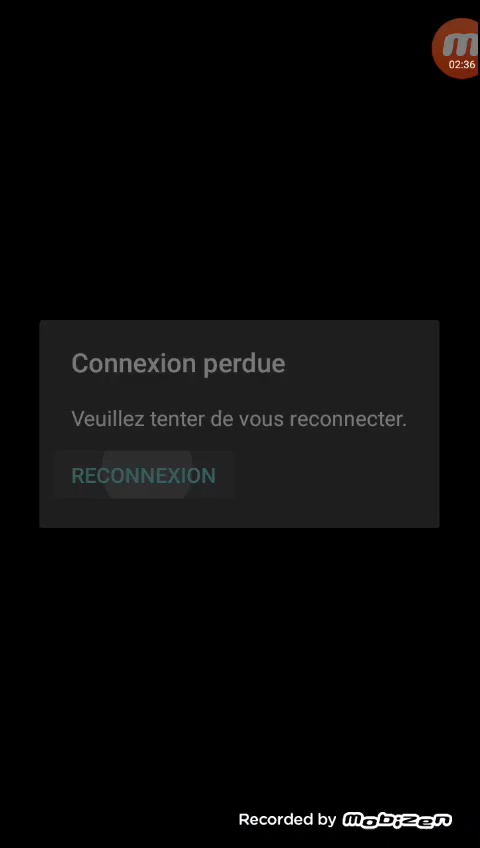 02:36
Connexion perdue
Veuillez tenter de vous reconnecter.
RECONNEXION
Recorded by Mobizen